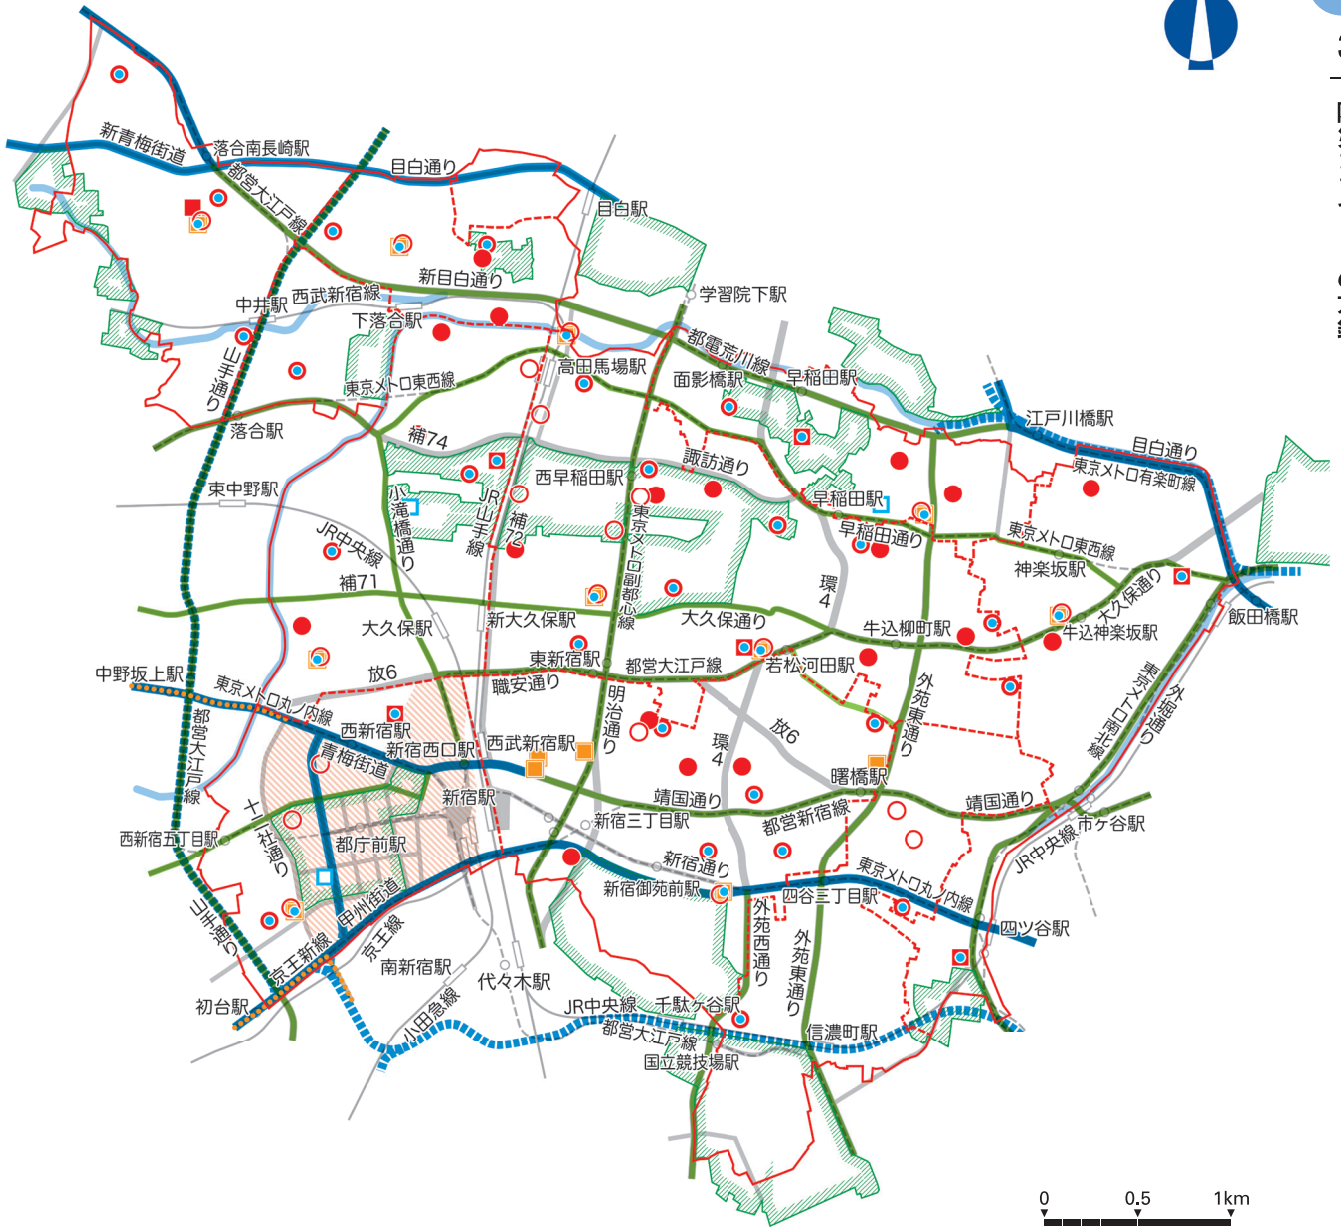 新青梅街道
落合南長崎駅
目白通り
都営大江戸線
目白駅
新目白通り
学習院下駅
中井駅
西武新宿線
下落合駅
都電荒川線
高田馬場駅
面影橋駅
早稲田駅
山手通り
東京メトロ東西線
江戸川橋駅
落合駅
補74
目白通り
諏訪通り
東京メトロ有楽町線
西早稲田駅
東中野駅
小滝橋通り
JR山手線
補72
早稲田駅
早稲田通り
東京メトロ副都心線
JR中央線
東京メトロ東西線
神楽坂駅
補71
環4
大久保通り
新大久保駅
大久保駅
大久保通り
牛込柳町駅
牛込神楽坂駅
飯田橋駅
東新宿駅
都営大江戸線
若松河田駅
中野坂上駅
放6
職安通り
東京メトロ丸ノ内線
明治通り
外苑東通り
東京メトロ南北線
外堀通り
都営大江戸線
西新宿駅
新宿西口駅
西武新宿駅
環4
放6
青梅街道
曙橋駅
新宿駅
靖国通り
靖国通り
十二社通り
新宿三丁目駅
都営新宿線
市ヶ谷駅
西新宿五丁目駅
都庁前駅
JR中央線
新宿通り
新宿御苑前駅
四谷三丁目駅
東京メトロ丸ノ内線
甲州街道
山手通り
京王新線
京王線
外苑西通り
外苑東通り
四ツ谷駅
南新宿駅
代々木駅
初台駅
小田急線
JR中央線
千駄ヶ谷駅
都営大江戸線
信濃町駅
国立競技場駅
0 0.5 1km